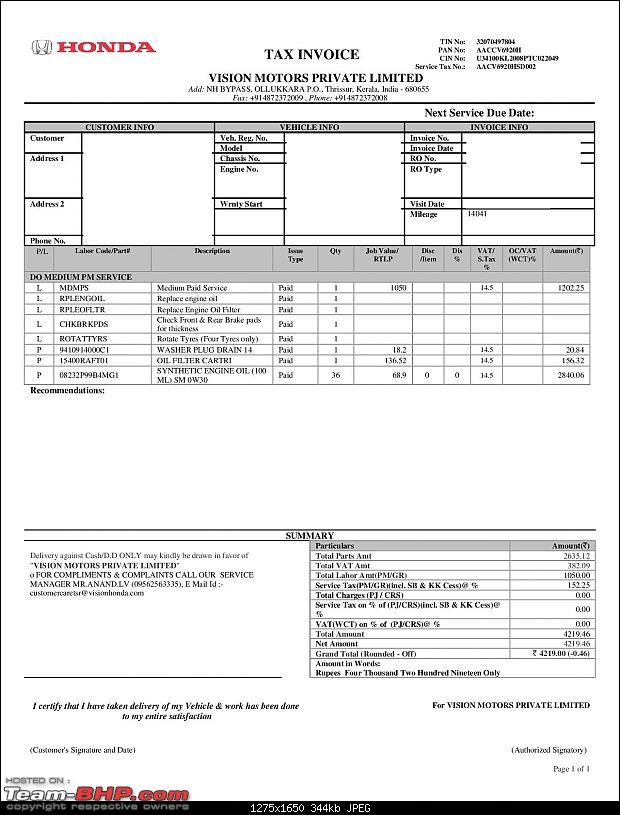 HONDA
TAX INVOICE
TIN No: 32070497804
PAN No: AACCV6920H
CIN No: U34100KL2008PTC022049
Service Tax No.: AACV6920HSD002
VISION MOTORS PRIVATE LIMITED
Add: NH BYPASS, OLLUKKARA P.O., Thrissur, Kerala, India - 680655
Fax: +914872372009 , Phone: +914872372008
Next Service Due Date:
CUSTOMER INFO VEHICLE INFO INVOICE INFO
Customer Veh. Reg. No. Invoice No.
Model Invoice Date
Address 1 Chassis No. RO No.
Engine No. RO Type
Address 2 Wrnty Start Visit Date
Mileage 14041
Phone No.
P/L Labor Code/Part# Description Issue Type Qty Job Value/ RTLP Disc /Item Dis % VAT/ S.Tax % OC/VAT (WCT)% Amount(₹)
DO MEDIUM PM SERVICE
L MDMPS Medium Paid Service Paid 1 1050 14.5 1202.25
L RPLENGOIL Replace engine oil Paid 1
L RPLEOFLTR Replace Engine Oil Filter Paid 1
L CHKBRKPDS Check Front & Rear Brake pads for thickness Paid 1
L ROTATTYRS Rotate Tyres (Four Tyres only) Paid 1
P 9410914000C1 WASHER PLUG DRAIN 14 Paid 1 18.2 14.5 20.84
P 15400RAFT01 OIL FILTER CARTRI Paid 1 136.52 14.5 156.32
P 08232P99B4MG1 SYNTHETIC ENGINE OIL (100 ML) SM 0W30 Paid 36 68.9 0 0 14.5 2840.06
Recommendations:
SUMMARY
Delivery against Cash/D.D ONLY may kindly be drawn in favor of
"VISION MOTORS PRIVATE LIMITED"
o FOR COMPLIMENTS & COMPLAINTS CALL OUR SERVICE
MANAGER MR.ANAND.LV (09562563335), E Mail Id :-
customercaretsr@visionhonda.com
Particulars Amount(₹)
Total Parts Amt 2635.12
Total VAT Amt 382.09
Total Labor Amt(PM/GR) 1050.00
Service Tax(PM/GR)(incl. SB & KK Cess)@ % 152.25
Total Charges (PJ / CRS) 0.00
Service Tax on % of (PJ/CRS)(incl. SB & KK Cess)@ % 0.00
VAT(WCT) on % of (PJ/CRS)@ % 0.00
Total Amount 4219.46
Net Amount 4219.46
Grand Total (Rounded - Off) ₹ 4219.00 (-0.46)
Amount in Words:
Rupees Four Thousand Two Hundred Nineteen Only
I certify that I have taken delivery of my Vehicle & work has been done
to my entire satisfaction
For VISION MOTORS PRIVATE LIMITED
(Customer's Signature and Date)
(Authorized Signatory)
Page 1 of 1
HOSTED ON :
Team-BHP.com
copyright respective owners
1275x1650 344kb JPEG